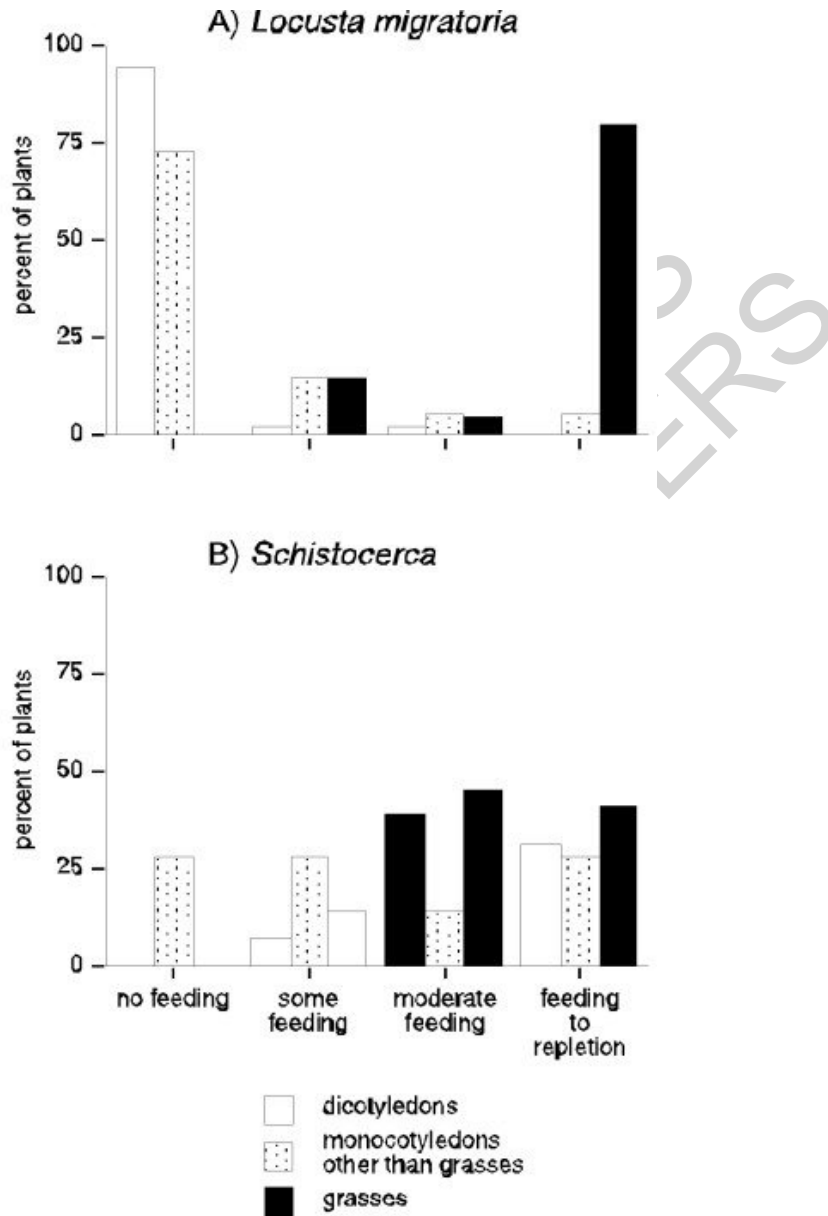 A) Locusta migratoria
100
75
50
25
0
percent of plants
ERS
B) Schistocerca
100
75
50
25
0
percent of plants
no feeding
some
feeding
moderate
feeding
feeding
to
repletion
dicotyledons
monocotyledons
other than grasses
grasses